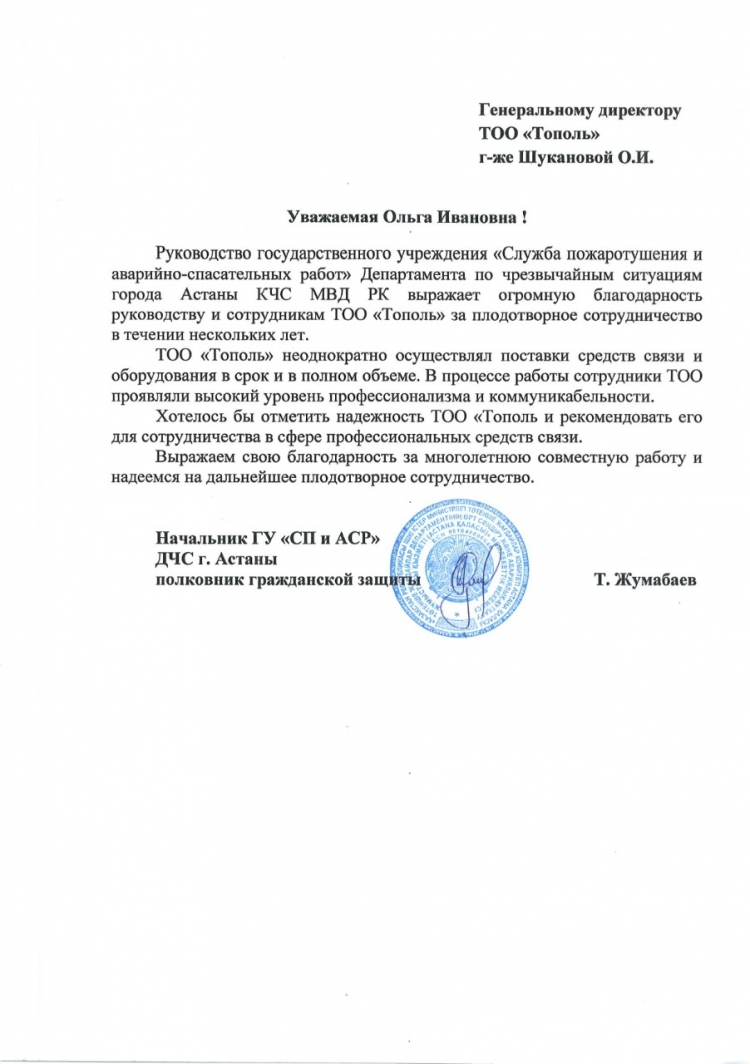 Генеральному директору
ТОО «Тополь»
г-же Шукановой О.И.
Уважаемая Ольга Ивановна !
Руководство государственного учреждения «Служба пожаротушения и
аварийно-спасательных работ» Департамента по чрезвычайным ситуациям
города Астаны КЧС МВД РК выражает огромную благодарность
руководству и сотрудникам ТОО «Тополь» за плодотворное сотрудничество
в течении нескольких лет.
ТОО «Тополь» неоднократно осуществлял поставки средств связи и
оборудования в срок и в полном объеме. В процессе работы сотрудники ТОО
проявляли высокий уровень профессионализма и коммуникабельности.
Хотелось бы отметить надежность ТОО «Тополь и рекомендовать его
для сотрудничества в сфере профессиональных средств связи.
Выражаем свою благодарность за многолетнюю совместную работу и
надеемся на дальнейшее плодотворное сотрудничество.
Начальник ГУ «СП и АСР»
ДЧС г. Астаны
полковник гражданской защиты Т. Жумабаев